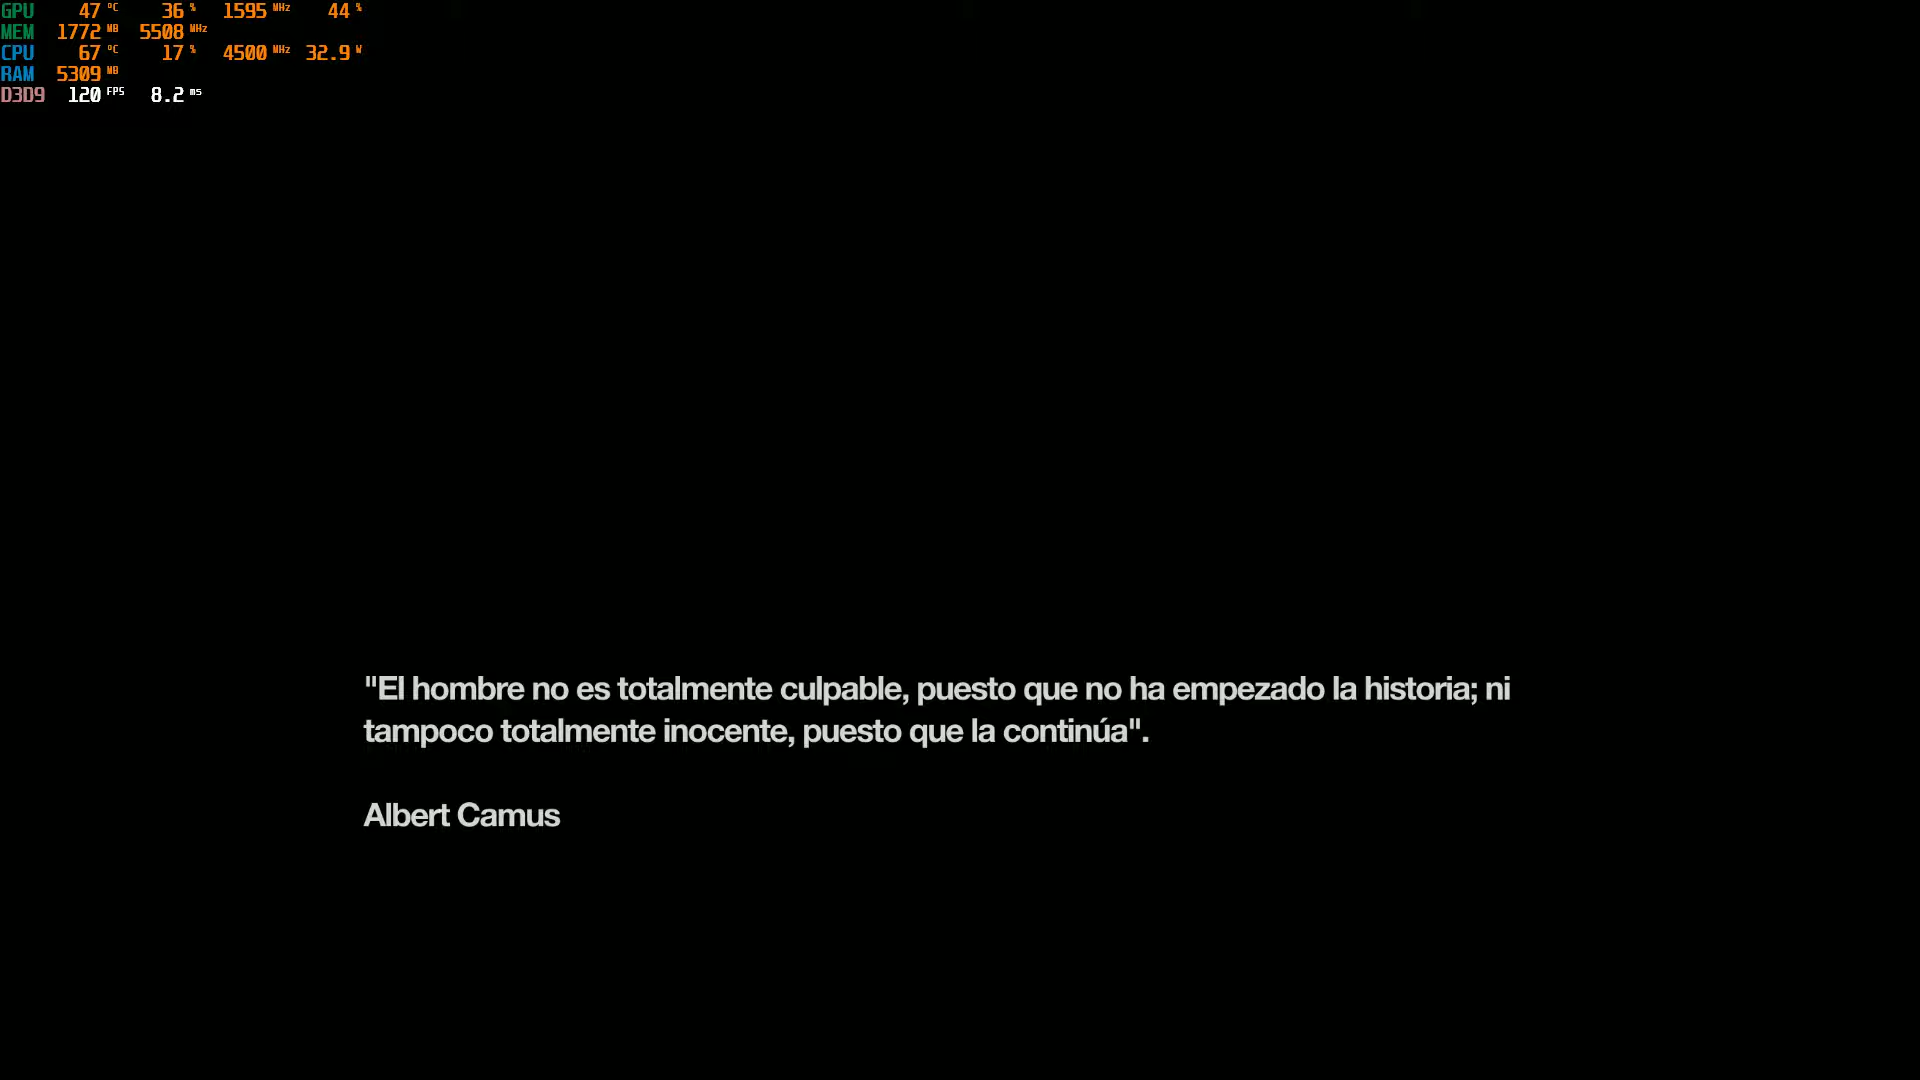 GPU 47 °C 36 % 1595 MHz 44 %
MEM 1772 MB 5508 MHz
CPU 67 °C 17 % 4500 MHz 32.9 W
RAM 5309 MB
D3D9 120 FPS 8.2 ms
"El hombre no es totalmente culpable, puesto que no ha empezado la historia; ni
tampoco totalmente inocente, puesto que la continúa".
Albert Camus